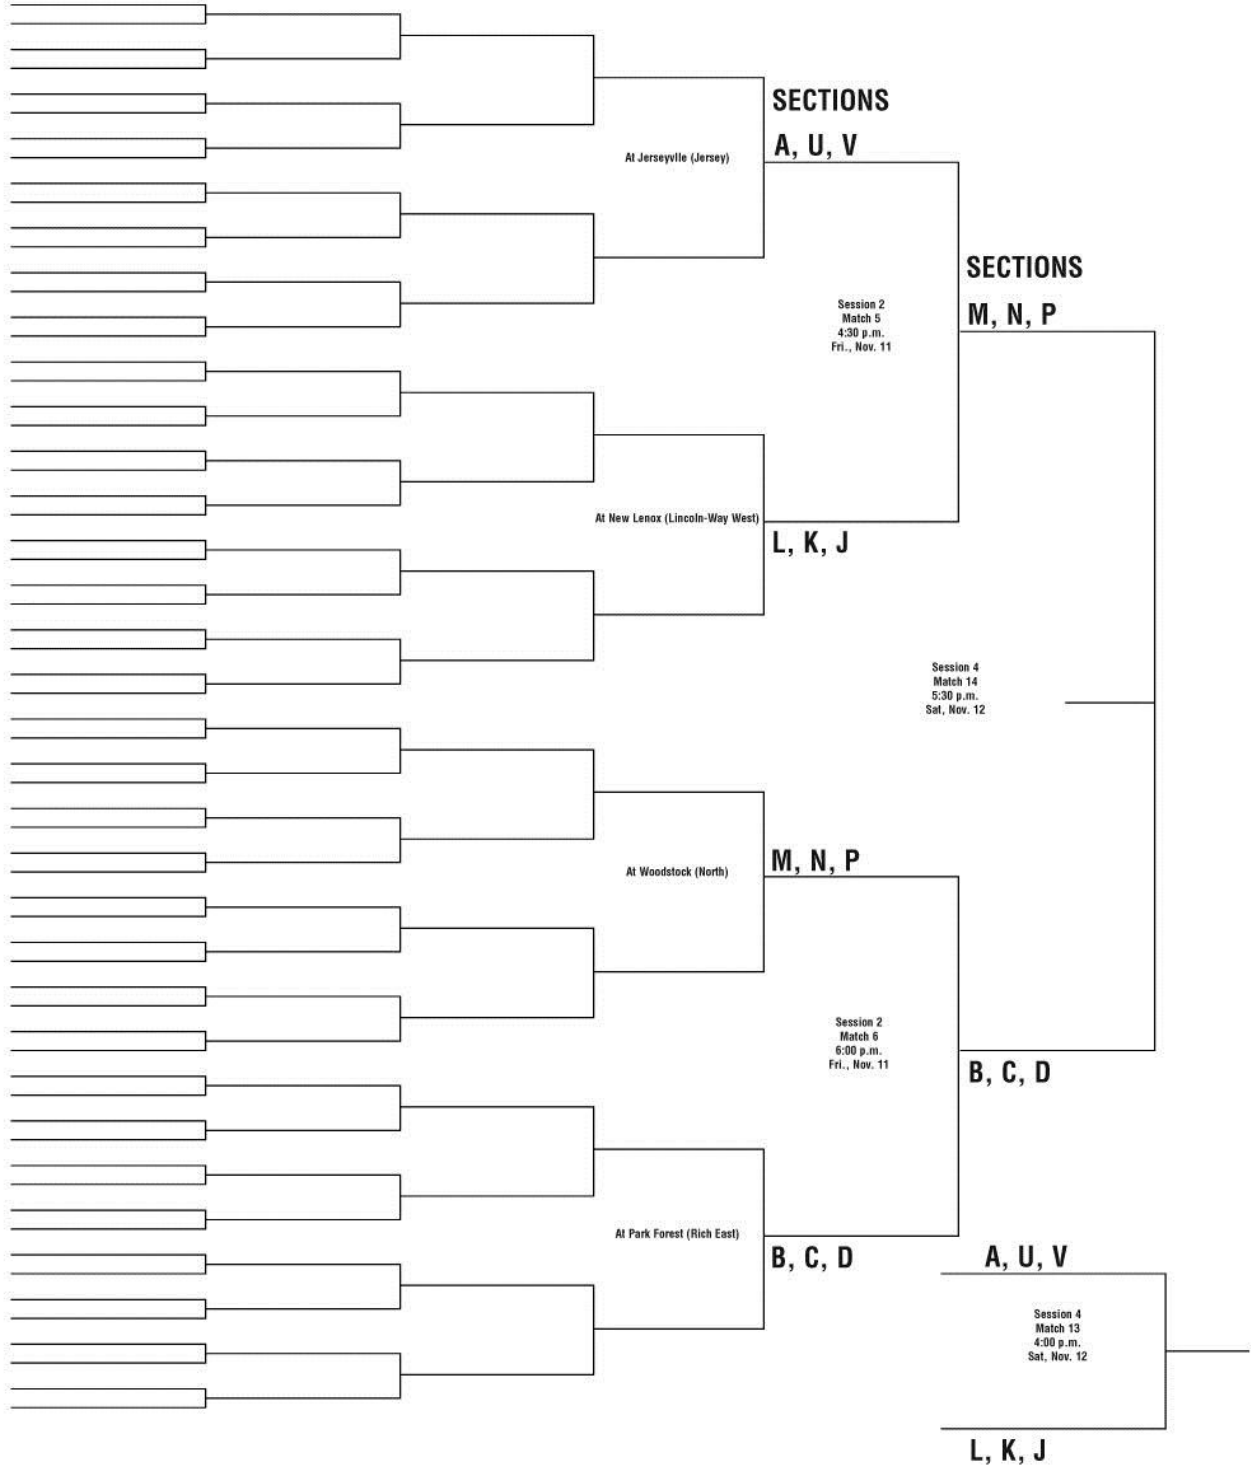 SECTIONS
A, U, V
At Jerseyvlle (Jersey)
SECTIONS
M, N, P
Session 2
Match 5
4:30 p.m.
Fri., Nov. 11
At New Lenox (Lincoln-Way West)
L, K, J
Session 4
Match 14
5:30 p.m.
Sat, Nov. 12
M, N, P
At Woodstock (North)
Session 2
Match 6
6:00 p.m.
Fri., Nov. 11
B, C, D
At Park Forest (Rich East)
B, C, D
A, U, V
Session 4
Match 13
4:00 p.m.
Sat, Nov. 12
L, K, J